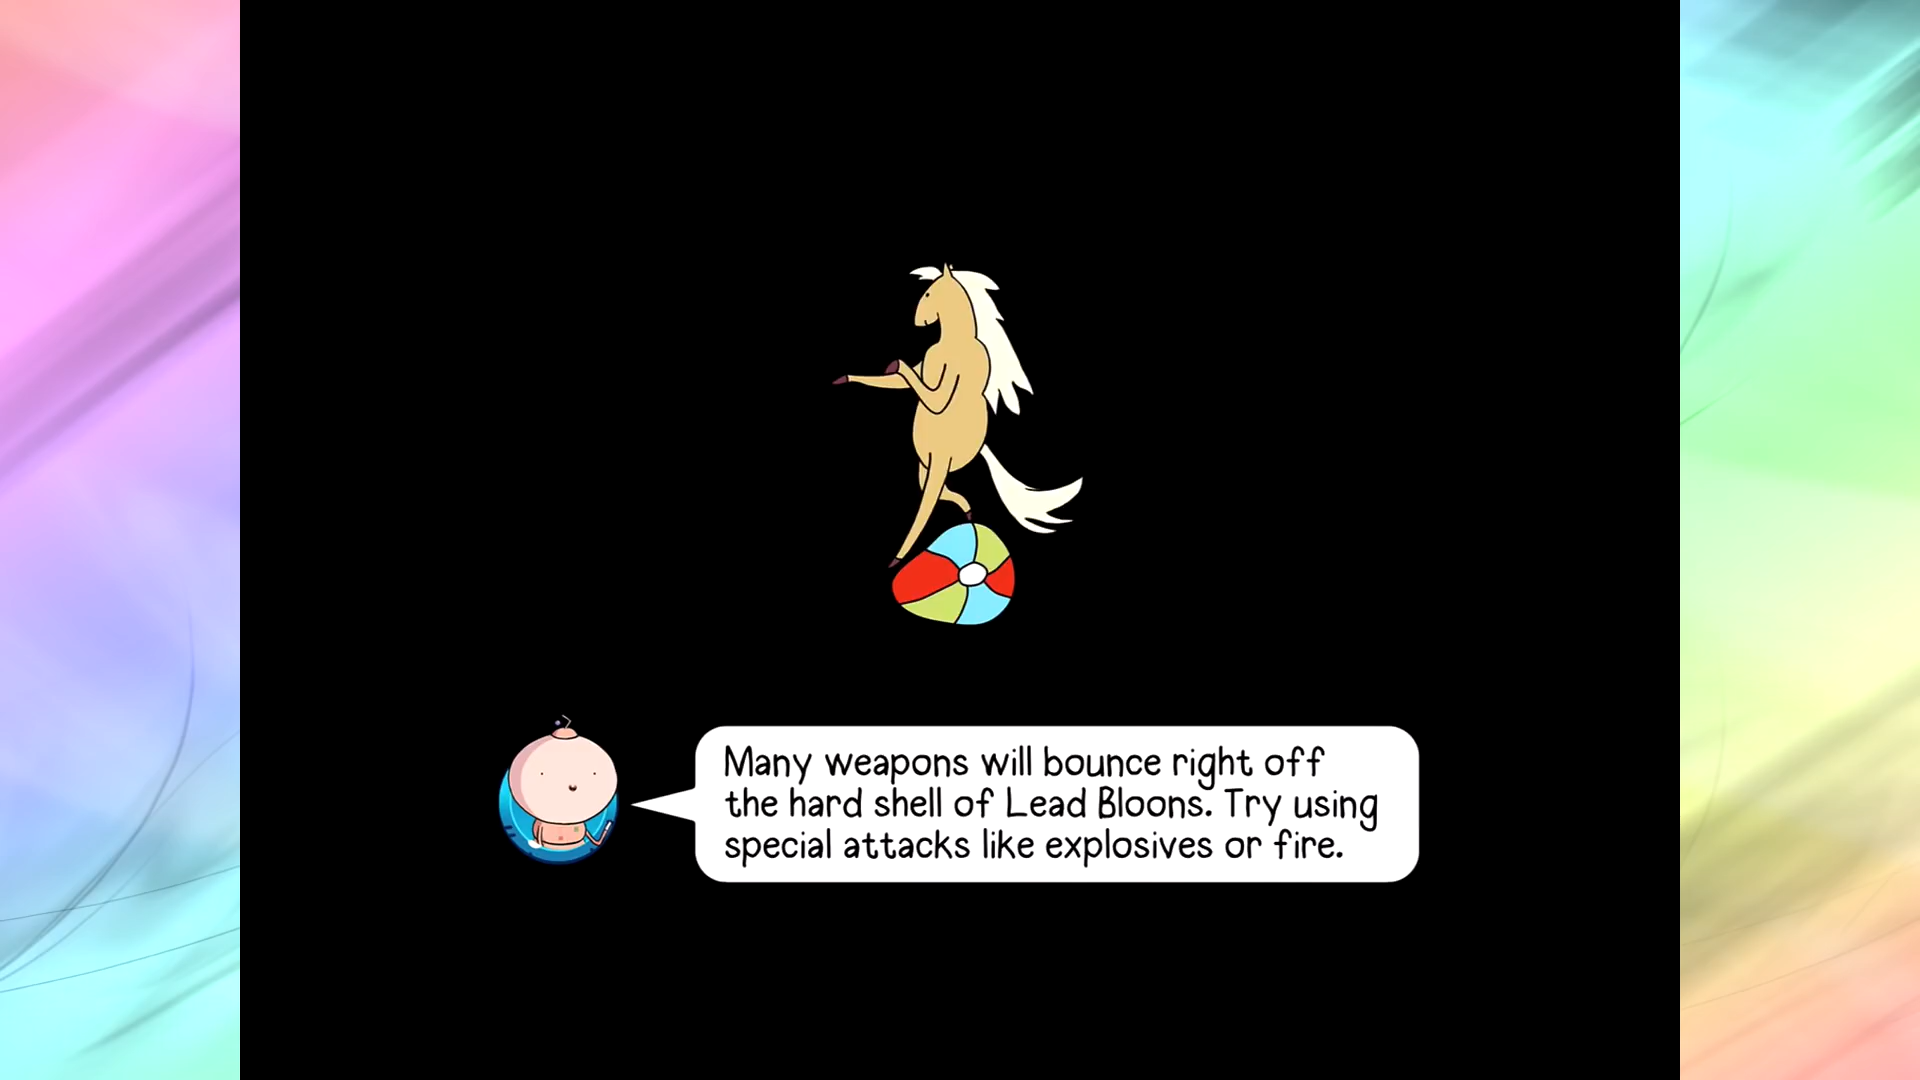 Many weapons will bounce right off
the hard shell of Lead Bloons. Try using
special attacks like explosives or fire.